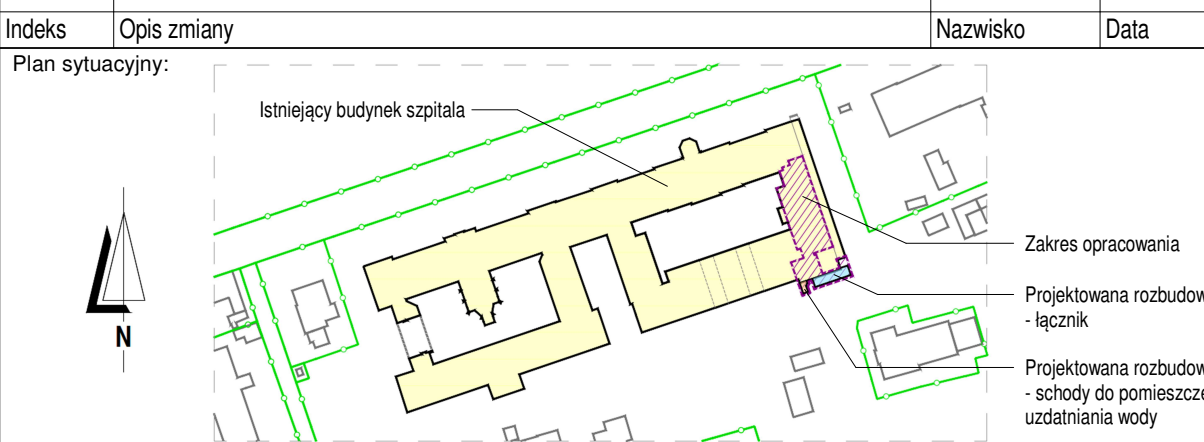 Indeks Opis zmiany Nazwisko Data
Plan sytuacyjny:
Istniejący budynek szpitala
N
Zakres opracowania
Projektowana rozbudow
- łącznik
Projektowana rozbudow
- schody do pomieszcze
uzdatniania wody